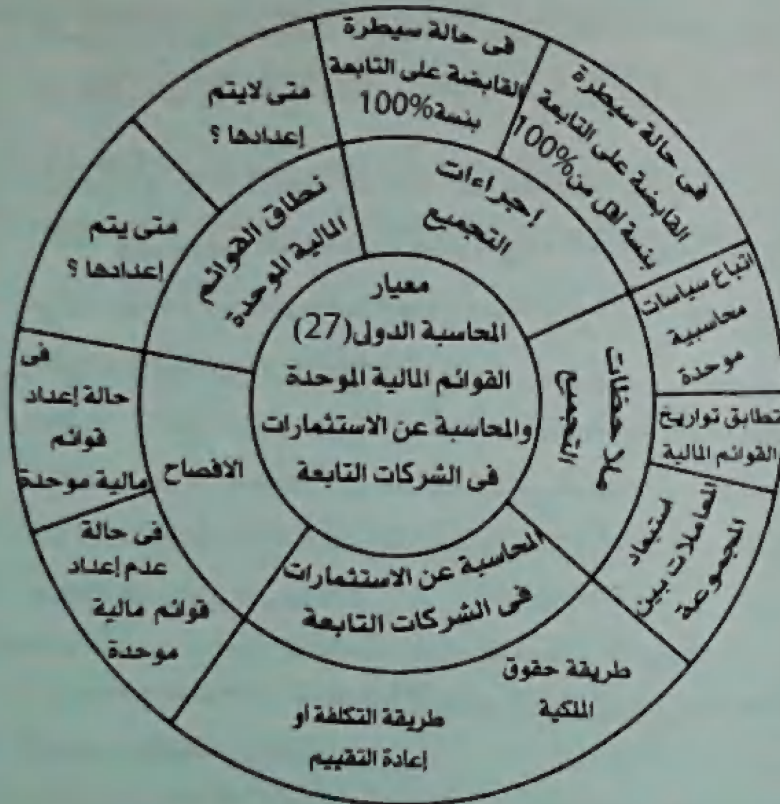 معيار
المحاسبة الدولى(27)
القوائم المالية الموحدة
والمحاسبة عن الاستثمارات
فى الشركات التابعة
نطاق القوائم
المالية الموحدة
متى يتم
إعدادها ؟
متى لايتم
إعدادها ؟
إجراءات
التجميع
فى حالة سيطرة
القابضة على التابعة
بنسة 100%
فى حالة سيطرة
القابضة على التابعة
بنسة اقل من 100%
ملاحظات
التجميع
اتباع سياسات
محاسبية
موحدة
تطابق تواريخ
القوائم المالية
استبعاد
المعاملات بين
المجموعة
المحاسبة عن الاستثمارات
فى الشركات التابعة
طريقة حقوق
الملكية
طريقة التكلفة أو
إعادة التقييم
الافصاح
فى
حالة إعداد
قوائم
مالية موحدة
فى حالة
عدم إعداد
قوائم مالية
موحدة